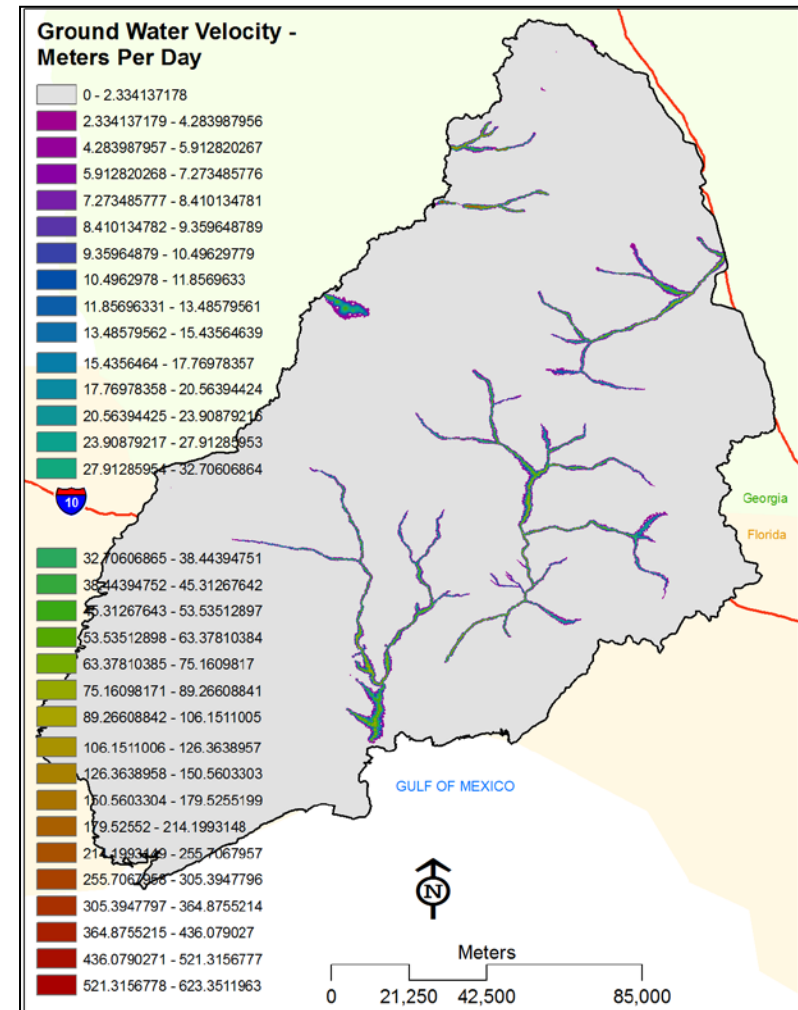 Ground Water Velocity -
Meters Per Day
0 - 2.334137178
2.334137179 - 4.283987956
4.283987957 - 5.912820267
5.912820268 - 7.273485776
7.273485777 - 8.410134781
8.410134782 - 9.359648789
9.35964879 - 10.49629779
10.4962978 - 11.8569633
11.85696331 - 13.48579561
13.48579562 - 15.43564639
15.4356464 - 17.76978357
17.76978358 - 20.56394424
20.56394425 - 23.90879216
23.90879217 - 27.91285953
27.91285954 - 32.70606864
10
Georgia
Florida
32.70606865 - 38.44394751
38.44394752 - 45.31267642
45.31267643 - 53.53512897
53.53512898 - 63.37810384
63.37810385 - 75.1609817
75.16098171 - 89.26608841
89.26608842 - 106.1511005
106.1511006 - 126.3638957
126.3638958 - 150.5603303
150.5603304 - 179.5255199
179.52552 - 214.1993148
214.1993149 - 255.7067957
255.7067958 - 305.3947796
305.3947797 - 364.8755214
364.8755215 - 436.079027
436.0790271 - 521.3156777
521.3156778 - 623.3511963
GULF OF MEXICO
N
Meters
0 21,250 42,500 85,000